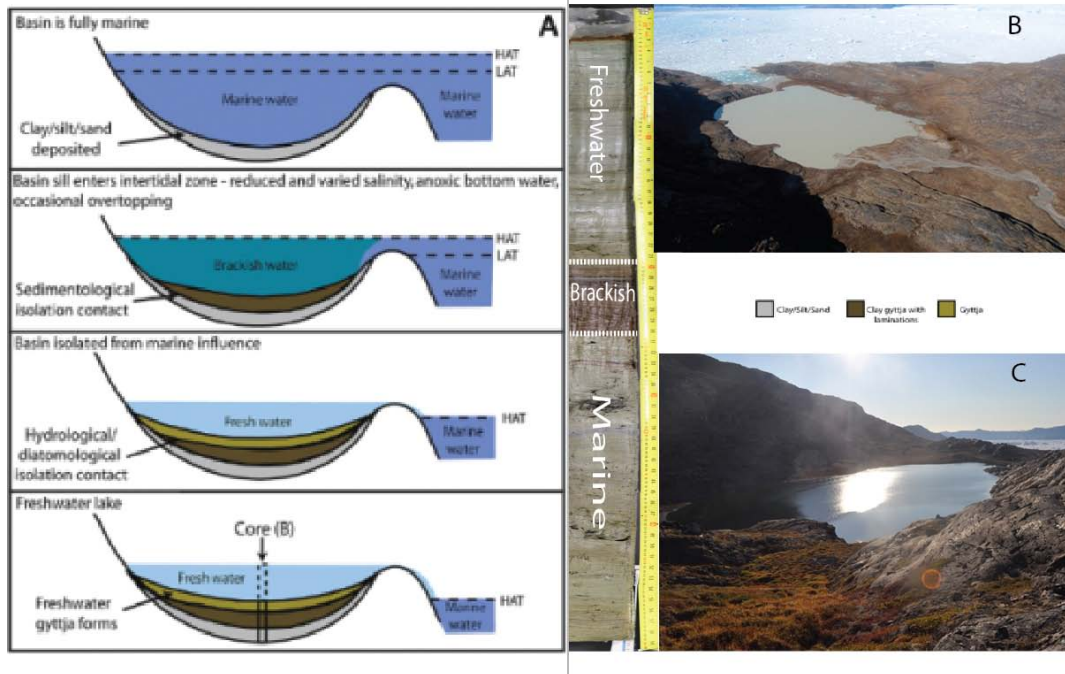 A
Basin is fully marine
HAT
LAT
Marine water
Marine
water
Clay/silt/sand
deposited
Basin sill enters intertidal zone - reduced and varied salinity, anoxic bottom water,
occasional overtopping
HAT
LAT
Brackish water
Marine
water
Sedimentological
isolation contact
Basin isolated from marine influence
Fresh water
HAT
Marine
water
Hydrological/
diatomological
isolation contact
Freshwater lake
Core (B)
Fresh water
HAT
Marine
water
Freshwater
gyttja forms
Freshwater
Brackish
Marine
B
Clay/Silt/Sand
Clay gyttja with
laminations
Gyttja
C